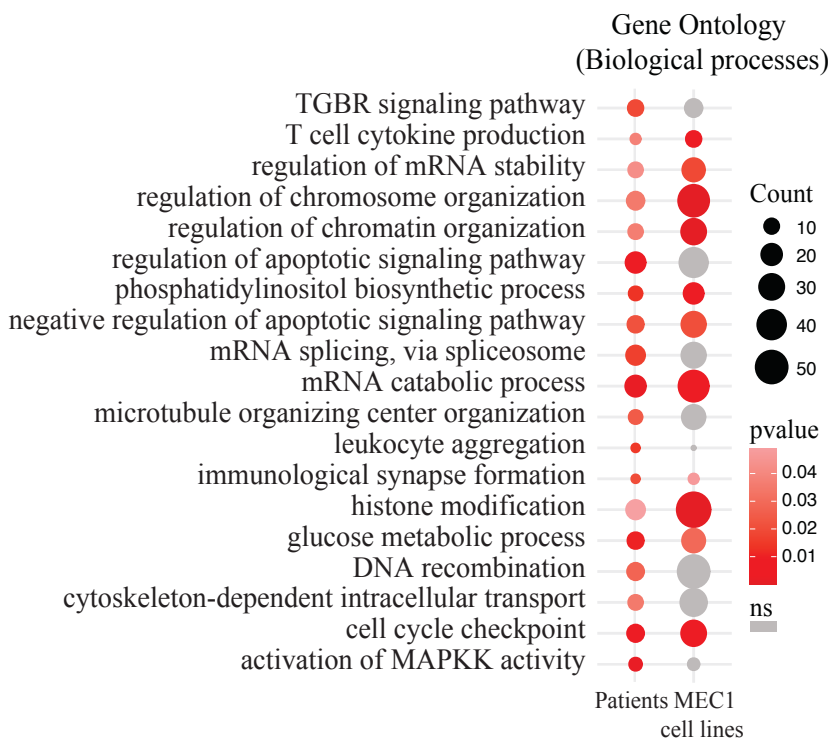 Gene Ontology
(Biological processes)
TGBR signaling pathway
T cell cytokine production
regulation of mRNA stability
regulation of chromosome organization
regulation of chromatin organization
regulation of apoptotic signaling pathway
phosphatidylinositol biosynthetic process
negative regulation of apoptotic signaling pathway
mRNA splicing, via spliceosome
mRNA catabolic process
microtubule organizing center organization
leukocyte aggregation
immunological synapse formation
histone modification
glucose metabolic process
DNA recombination
cytoskeleton-dependent intracellular transport
cell cycle checkpoint
activation of MAPKK activity
Patients MEC1
cell lines
Count
10
20
30
40
50
pvalue
0.04
0.03
0.02
0.01
ns